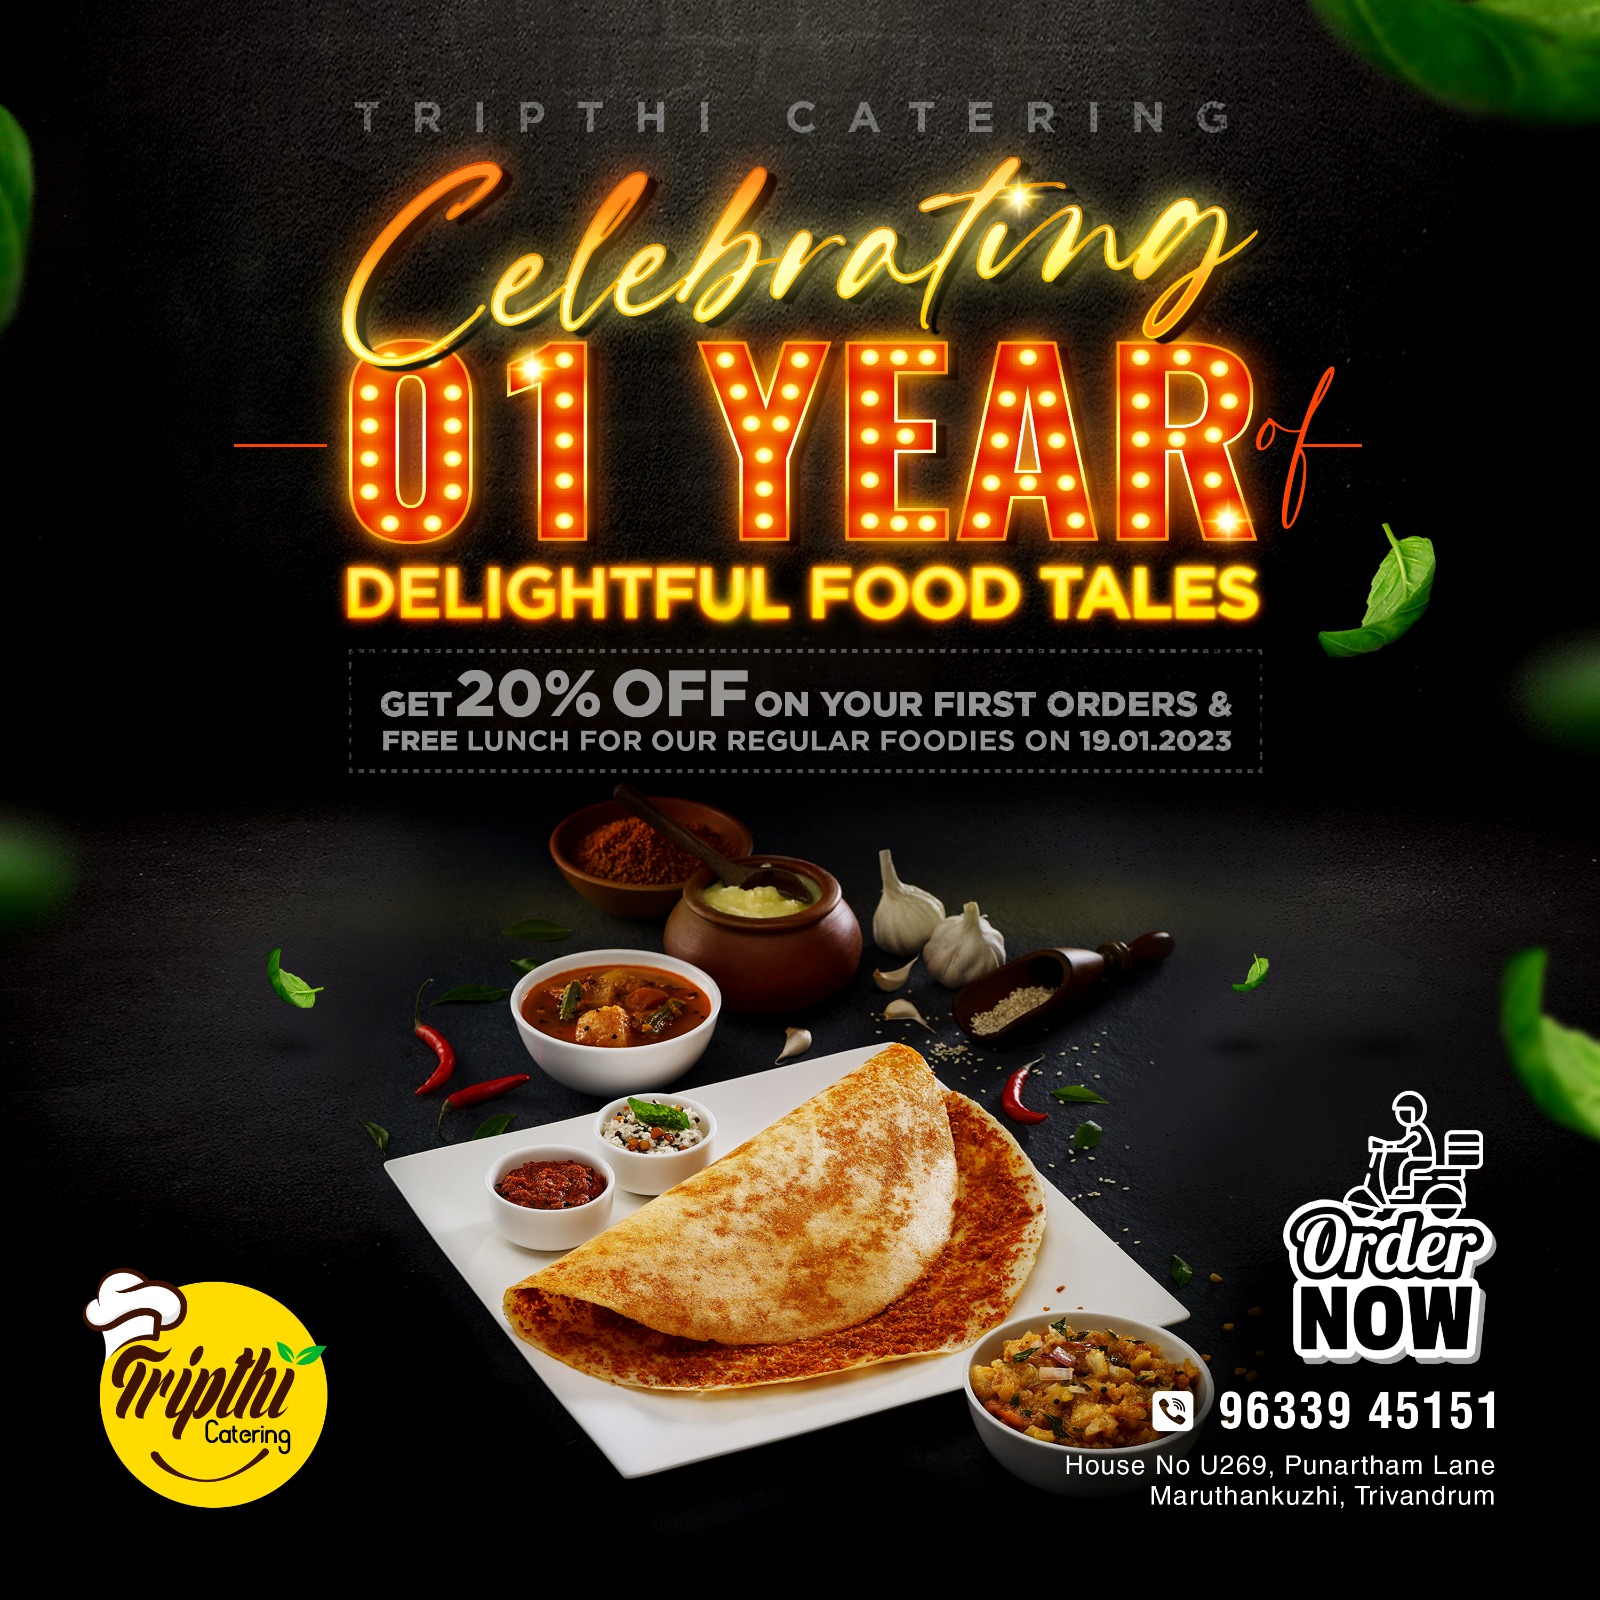 TRIPTHI CATERING
Celebrating
01 YEAR of
DELIGHTFUL FOOD TALES
GET 20% OFF ON YOUR FIRST ORDERS &
FREE LUNCH FOR OUR REGULAR FOODIES ON 19.01.2023
Order
NOW
Tripthi
Catering
96339 45151
House No U269, Punartham Lane
Maruthankuzhi, Trivandrum